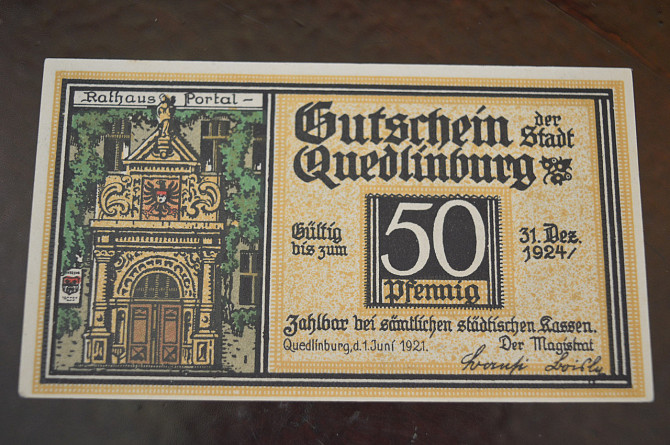 Rathaus Portal -
Gutschein der Stadt
Quedlinburg
Gültig bis zum
50
Pfennig
31. Dez. 1924/
Zahlbar bei sämtlichen städtischen Kassen.
Quedlinburg, d. 1. Juni 1921. Der Magistrat